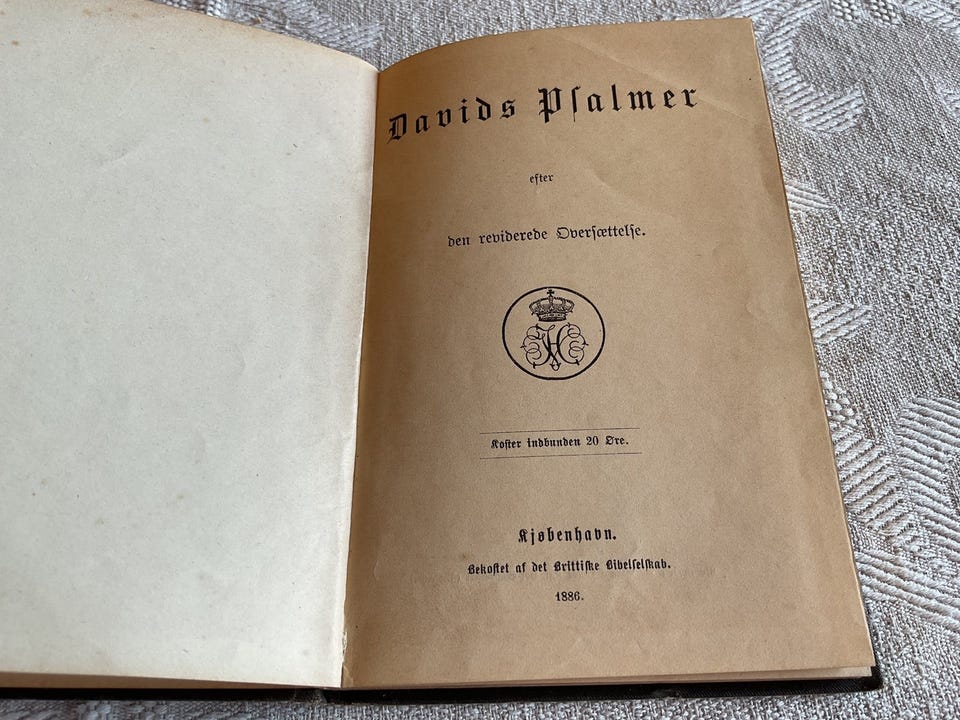 Davids Pſalmer
efter
den reviderede Overſættelſe.
Koſter indbunden 20 Øre.
Kjøbenhavn.
Bekoſtet af det Brittiſke Bibelſelſkab.
1886.